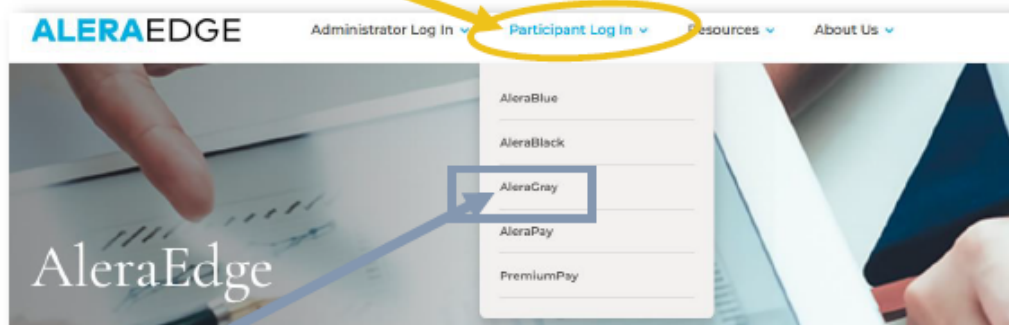 ALERAEDGE Administrator Log In Participant Log In Resources About Us
AleraBlue
AleraBlack
AleraGray
AleraPay
PremiumPay
AleraEdge